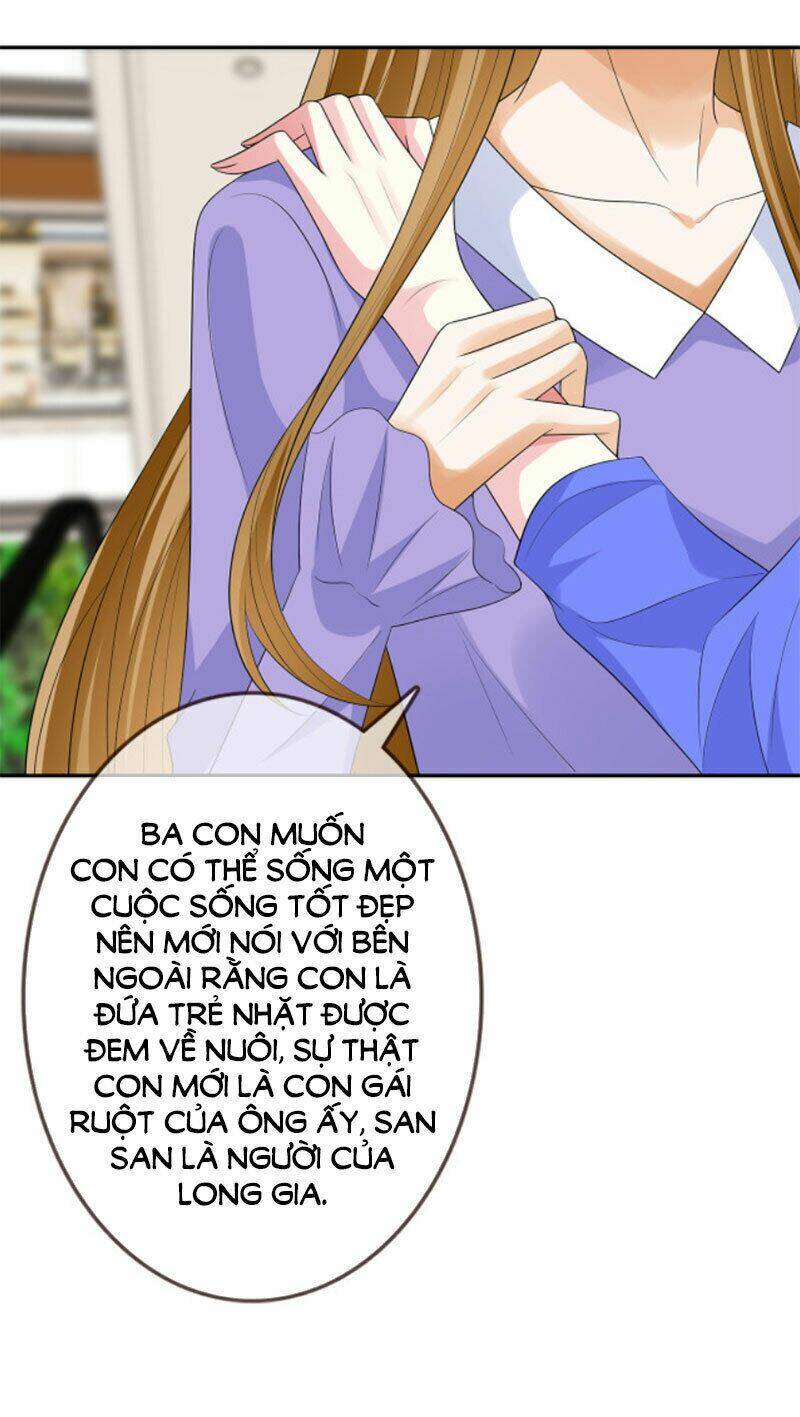 BA CON MUỐN
CON CÓ THỂ SỐNG MỘT
CUỘC SỐNG TỐT ĐẸP
NÊN MỚI NÓI VỚI BÊN
NGOÀI RẰNG CON LÀ
ĐỨA TRẺ NHẶT ĐƯỢC
ĐEM VỀ NUÔI, SỰ THẬT
CON MỚI LÀ CON GÁI
RUỘT CỦA ÔNG ẤY, SAN
SAN LÀ NGƯỜI CỦA
LONG GIA.